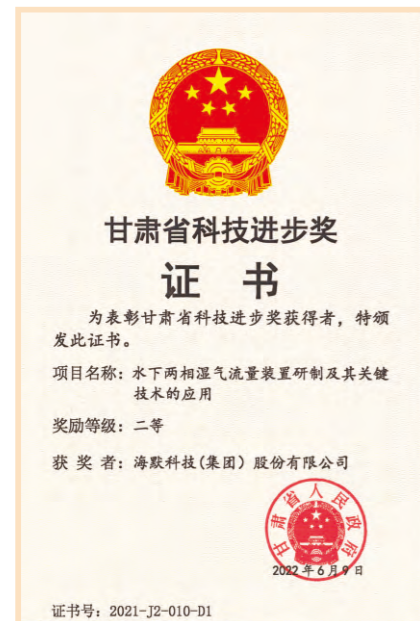 甘肃省科技进步奖
证 书
为表彰甘肃省科技进步奖获得者，特颁
发此证书。
项目名称：水下两相湿气流量装置研制及其关键
技术的应用
奖励等级：二等
获 奖 者：海默科技(集团）股份有限公司
甘肃省人民政府
2022年6月9日
证书号：2021-J2-010-D1